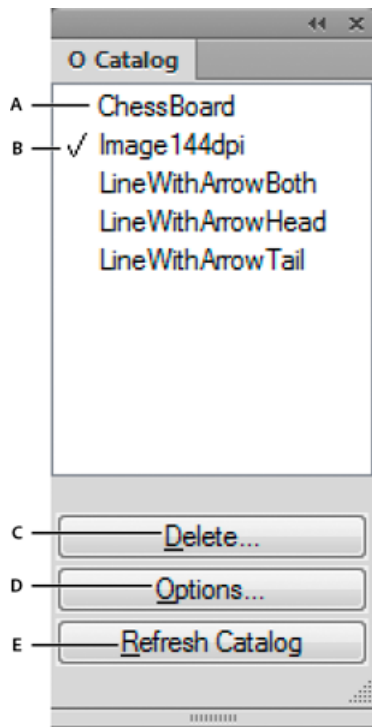 O Catalog
A ChessBoard
B ✓ Image144dpi
LineWithArrowBoth
LineWithArrowHead
LineWithArrowTail
C Delete...
D Options...
E Refresh Catalog